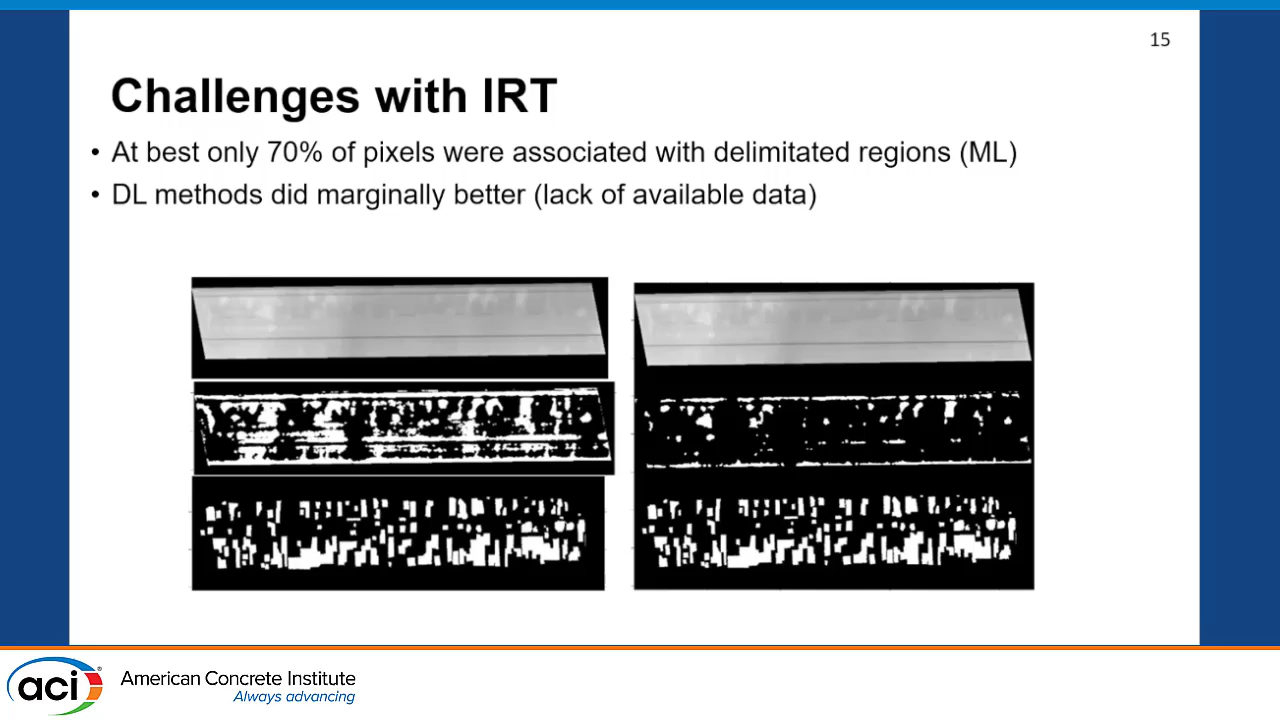 15
Challenges with IRT
• At best only 70% of pixels were associated with delimitated regions (ML)
• DL methods did marginally better (lack of available data)
aci®
American Concrete Institute
Always advancing